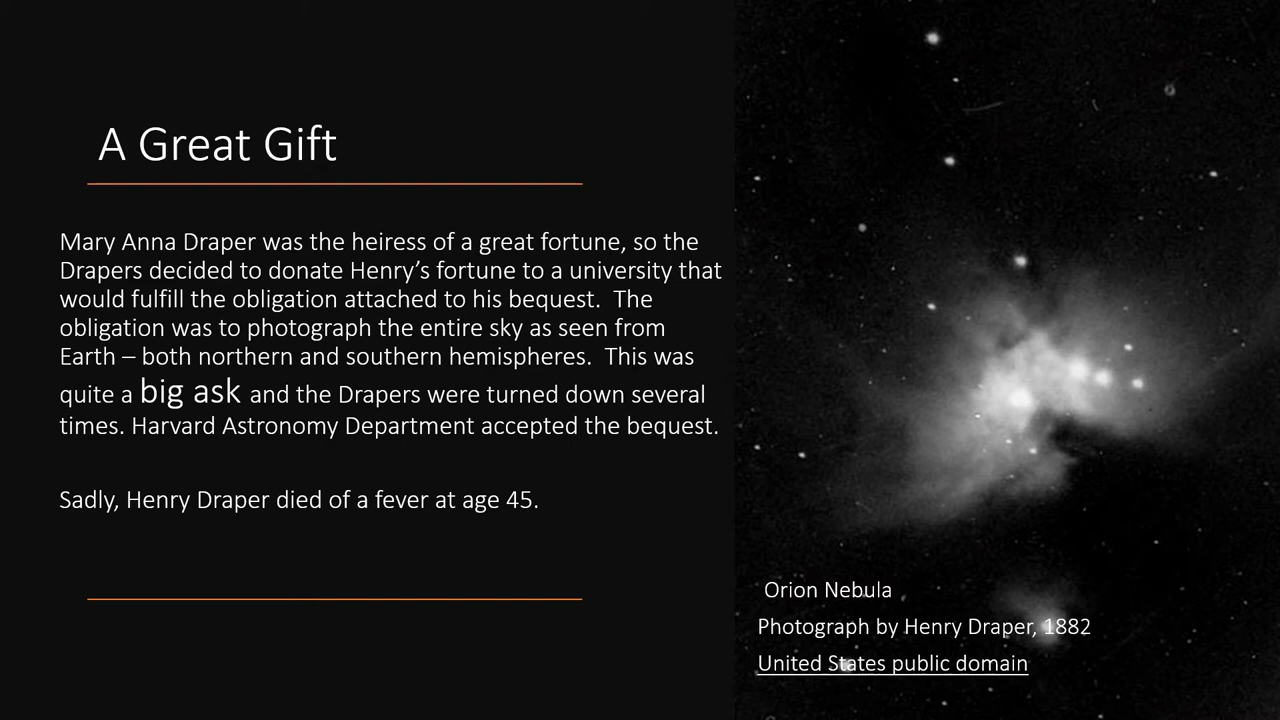 A Great Gift
Mary Anna Draper was the heiress of a great fortune, so the
Drapers decided to donate Henry’s fortune to a university that
would fulfill the obligation attached to his bequest.  The
obligation was to photograph the entire sky as seen from
Earth – both northern and southern hemispheres.  This was
quite a big ask and the Drapers were turned down several
times. Harvard Astronomy Department accepted the bequest.
Sadly, Henry Draper died of a fever at age 45.
Orion Nebula
Photograph by Henry Draper, 1882
United States public domain